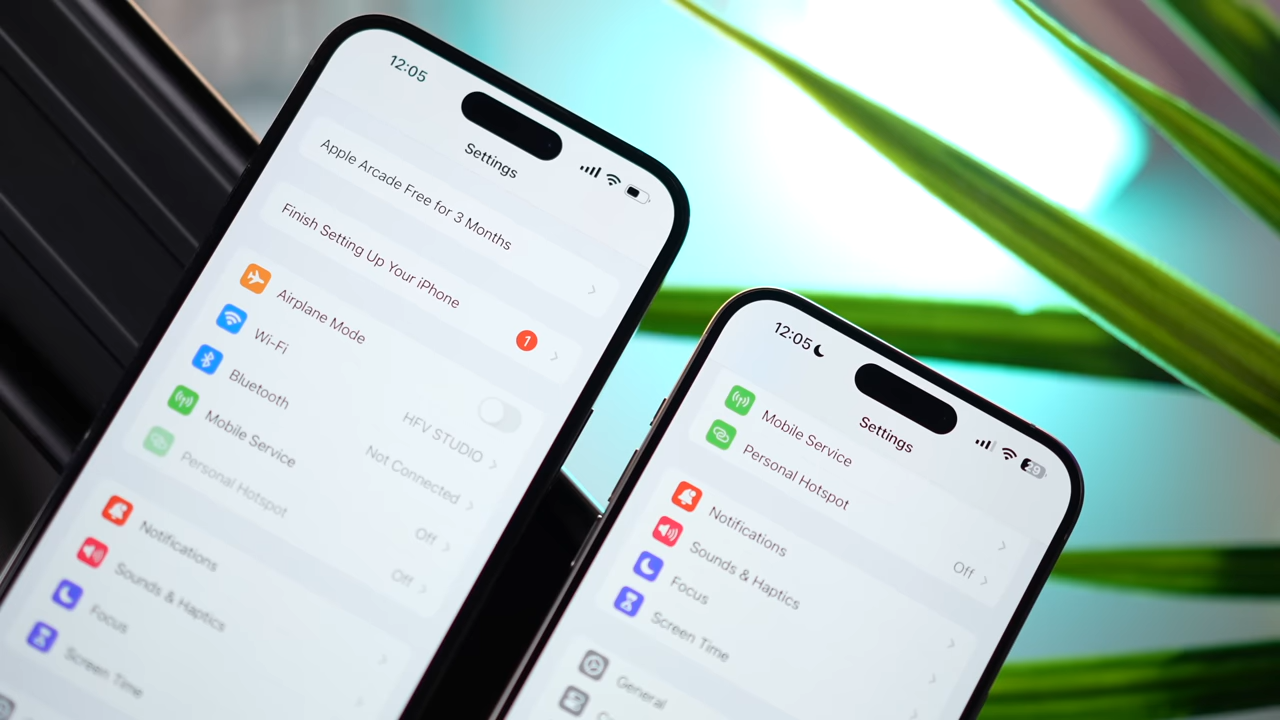 12:05
Settings
Apple Arcade Free for 3 Months
Finish Setting Up Your iPhone
1
Airplane Mode
Wi-Fi
HFV STUDIO
Bluetooth
Not Connected
Mobile Service
Off
Personal Hotspot
Off
Notifications
Sounds & Haptics
Focus
Screen Time
12:05
Settings
29
Mobile Service
Personal Hotspot
Off
Notifications
Sounds & Haptics
Focus
Screen Time
General